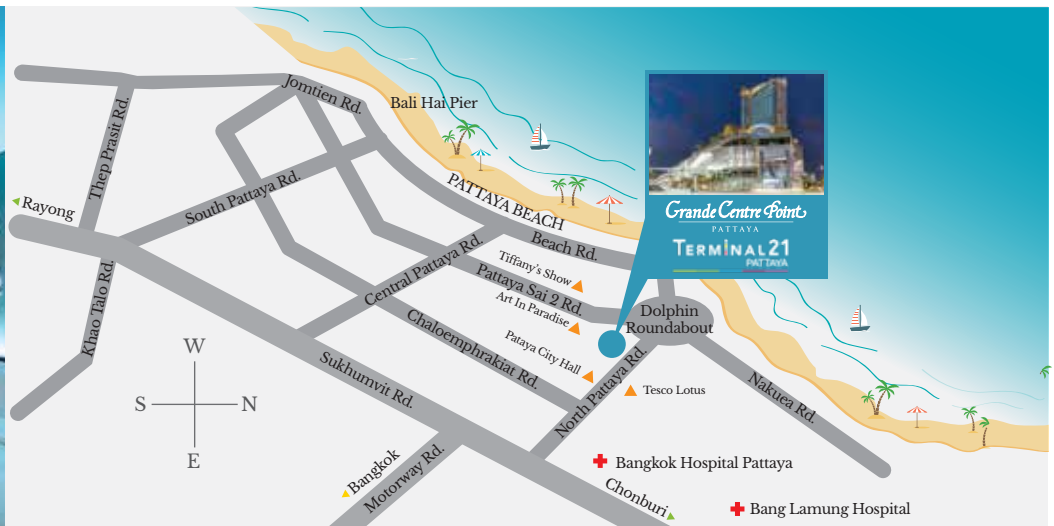 Jomtien Rd.
Bali Hai Pier
Thep Prasit Rd.
Rayong
South Pattaya Rd.
PATTAYA BEACH
Beach Rd.
Grande Centre Point
PATTAYA
TERMINAL21
PATTAYA
Central Pattaya Rd.
Tiffany's Show
Pattaya Sai 2 Rd.
Art In Paradise
Dolphin
Roundabout
Khao Talo Rd.
Chaloemphrakiat Rd.
Pataya City Hall
Sukhumvit Rd.
North Pattaya Rd.
Tesco Lotus
Nakuea Rd.
W
S
N
E
Bangkok
Motorway Rd.
Bangkok Hospital Pattaya
Chonburi
Bang Lamung Hospital